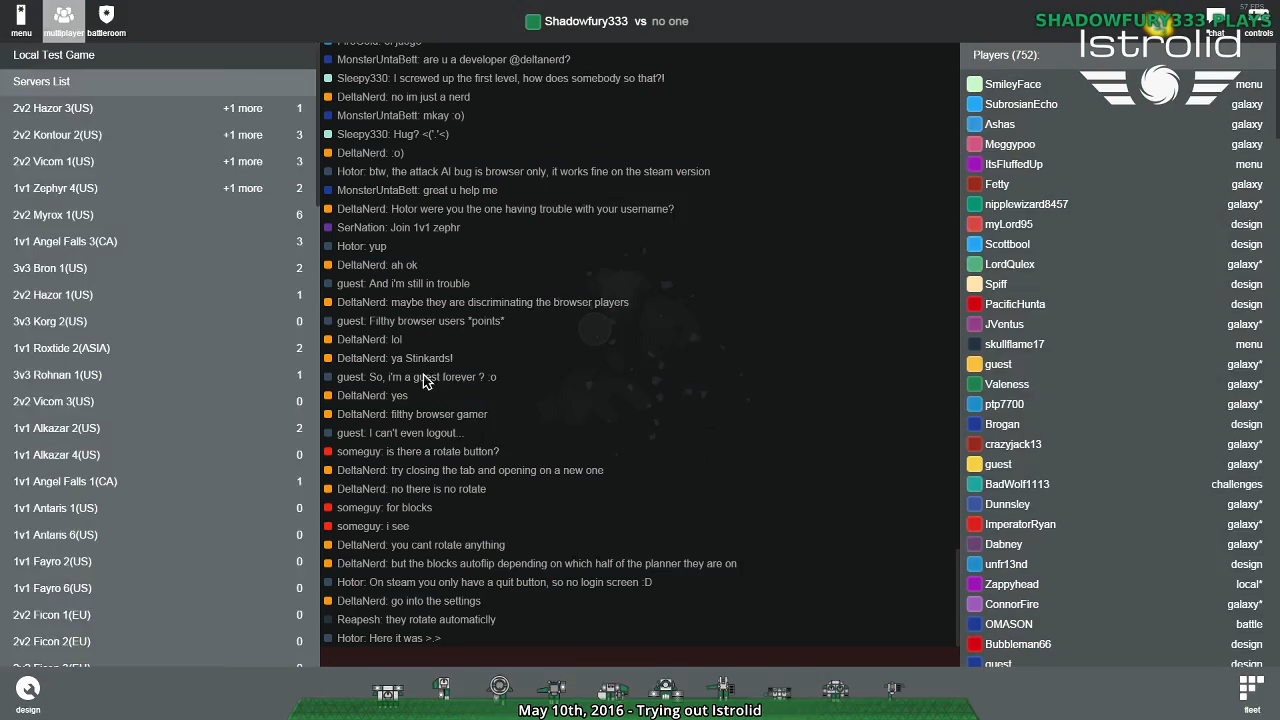 menu
multiplayer
battleroom
Shadowfury333 vs no one
57 FPS
SHADOWFURY333 PLAYS
Istrolid
chat
controls
Local Test Game
Servers List
2v2 Hazor 3(US) +1 more 1
2v2 Kontour 2(US) +1 more 3
2v2 Vicom 1(US) +1 more 3
1v1 Zephyr 4(US) +1 more 2
2v2 Myrox 1(US) 6
1v1 Angel Falls 3(CA) 3
3v3 Bron 1(US) 2
2v2 Hazor 1(US) 1
3v3 Korg 2(US) 0
1v1 Roxtide 2(ASIA) 2
3v3 Rohnan 1(US) 1
2v2 Vicom 3(US) 0
1v1 Alkazar 2(US) 2
1v1 Alkazar 4(US) 0
1v1 Angel Falls 1(CA) 1
1v1 Antaris 1(US) 0
1v1 Antaris 6(US) 0
1v1 Fayro 2(US) 0
1v1 Fayro 6(US) 0
2v2 Ficon 1(EU) 0
2v2 Ficon 2(EU) 0
MonsterUntaBett: are u a developer @deltanerd?
Sleepy330: I screwed up the first level, how does somebody so that?!
DeltaNerd: no im just a nerd
MonsterUntaBett: mkay :o)
Sleepy330: Hug? <('.'<)
DeltaNerd: :o)
Hotor: btw, the attack AI bug is browser only, it works fine on the steam version
MonsterUntaBett: great u help me
DeltaNerd: Hotor were you the one having trouble with your username?
SerNation: Join 1v1 zephr
Hotor: yup
DeltaNerd: ah ok
guest: And i'm still in trouble
DeltaNerd: maybe they are discriminating the browser players
guest: Filthy browser users *points*
DeltaNerd: lol
DeltaNerd: ya Stinkards!
guest: So, i'm a guest forever ? :o
DeltaNerd: yes
DeltaNerd: filthy browser gamer
guest: I can't even logout...
someguy: is there a rotate button?
DeltaNerd: try closing the tab and opening on a new one
DeltaNerd: no there is no rotate
someguy: for blocks
someguy: i see
DeltaNerd: you cant rotate anything
DeltaNerd: but the blocks autoflip depending on which half of the planner they are on
Hotor: On steam you only have a quit button, so no login screen :D
DeltaNerd: go into the settings
Reapesh: they rotate automaticlly
Hotor: Here it was >.>
Players (752):
SmileyFace menu
SubrosianEcho galaxy
Ashas galaxy
Meggypoo galaxy
ItsFluffedUp menu
Fetty galaxy
nipplewizard8457 galaxy*
myLord95 design
Scottbool design
LordQulex galaxy*
Spiff design
PacificHunta design
JVentus galaxy*
skullflame17 menu
guest galaxy*
Valeness galaxy*
ptp7700 galaxy*
Brogan design
crazyjack13 galaxy*
guest galaxy*
BadWolf1113 challenges
Dunnsley galaxy*
ImperatorRyan galaxy*
Dabney galaxy*
unfr13nd design
Zappyhead local*
ConnorFire galaxy*
OMASON battle
Bubbleman66 design
guest design
design
fleet
May 10th, 2016 - Trying out Istrolid